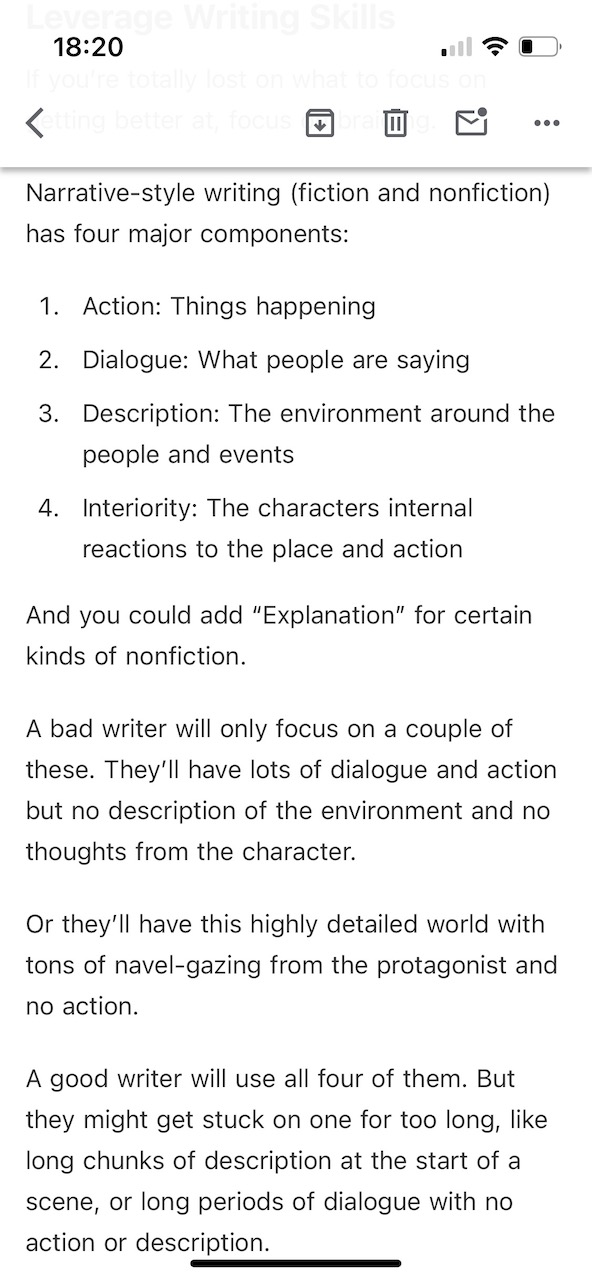 Leverage Writing Skills
18:20
If you're totally lost on what to focus on
getting better at, focus
Narrative-style writing (fiction and nonfiction)
has four major components:
1. Action: Things happening
2. Dialogue: What people are saying
3. Description: The environment around the
people and events
4. Interiority: The characters internal
reactions to the place and action
And you could add “Explanation” for certain
kinds of nonfiction.
A bad writer will only focus on a couple of
these. They’ll have lots of dialogue and action
but no description of the environment and no
thoughts from the character.
Or they’ll have this highly detailed world with
tons of navel-gazing from the protagonist and
no action.
A good writer will use all four of them. But
they might get stuck on one for too long, like
long chunks of description at the start of a
scene, or long periods of dialogue with no
action or description.